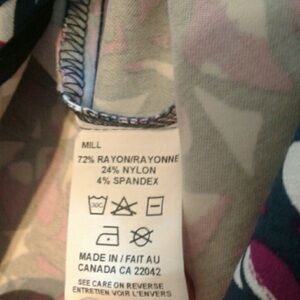 MILL
72% RAYON/RAYONNE
24% NYLON
4% SPANDEX
MADE IN / FAIT AU
CANADA CA 22042
SEE CARE ON REVERSE
ENTRETIEN VOIR L'ENVERS